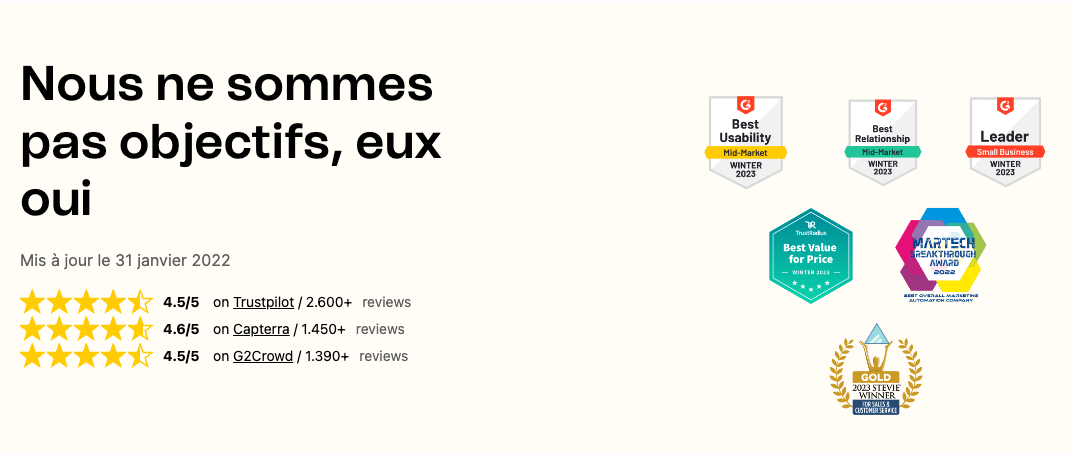 Nous ne sommes
pas objectifs, eux
oui
Mis à jour le 31 janvier 2022
4.5/5 on Trustpilot / 2.600+ reviews
4.6/5 on Capterra / 1.450+ reviews
4.5/5 on G2Crowd / 1.390+ reviews
Best
Usability
Mid-Market
WINTER
2023
Best
Relationship
Mid-Market
WINTER
2023
Leader
Small Business
WINTER
2023
TrustRadius
Best Value
for Price
WINTER 2023
MARTECH
BREAKTHROUGH
AWARD
2022
BEST OVERALL MARKETING
AUTOMATION COMPANY
GOLD
2023 STEVIE®
WINNER
FOR SALES &
CUSTOMER SERVICE